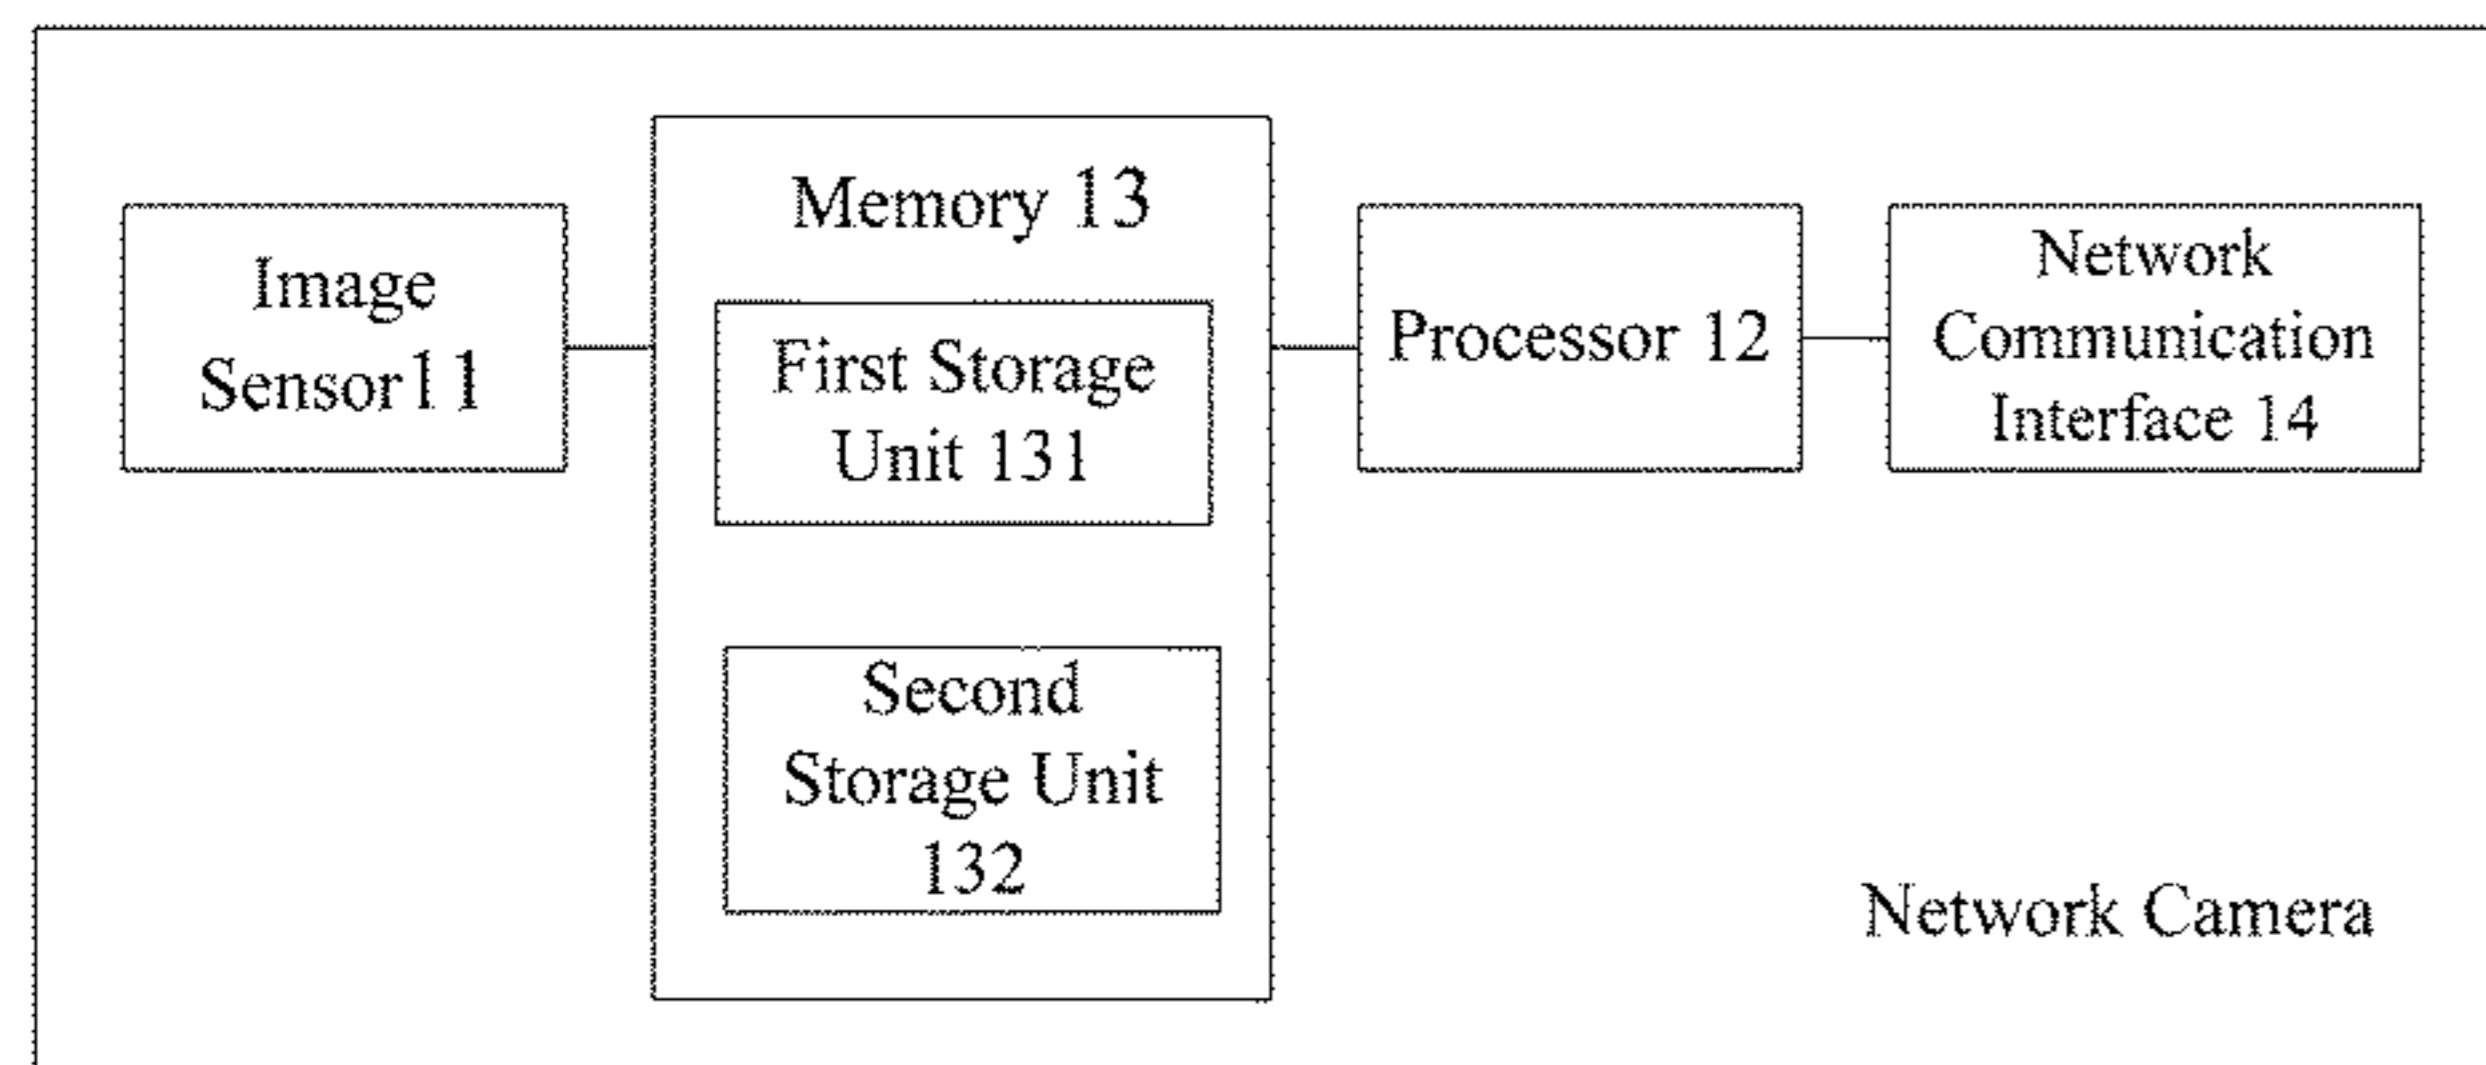 Image
Sensor11
Memory 13
First Storage
Unit 131
Second
Storage Unit
132
Processor 12
Network
Communication
Interface 14
Network Camera